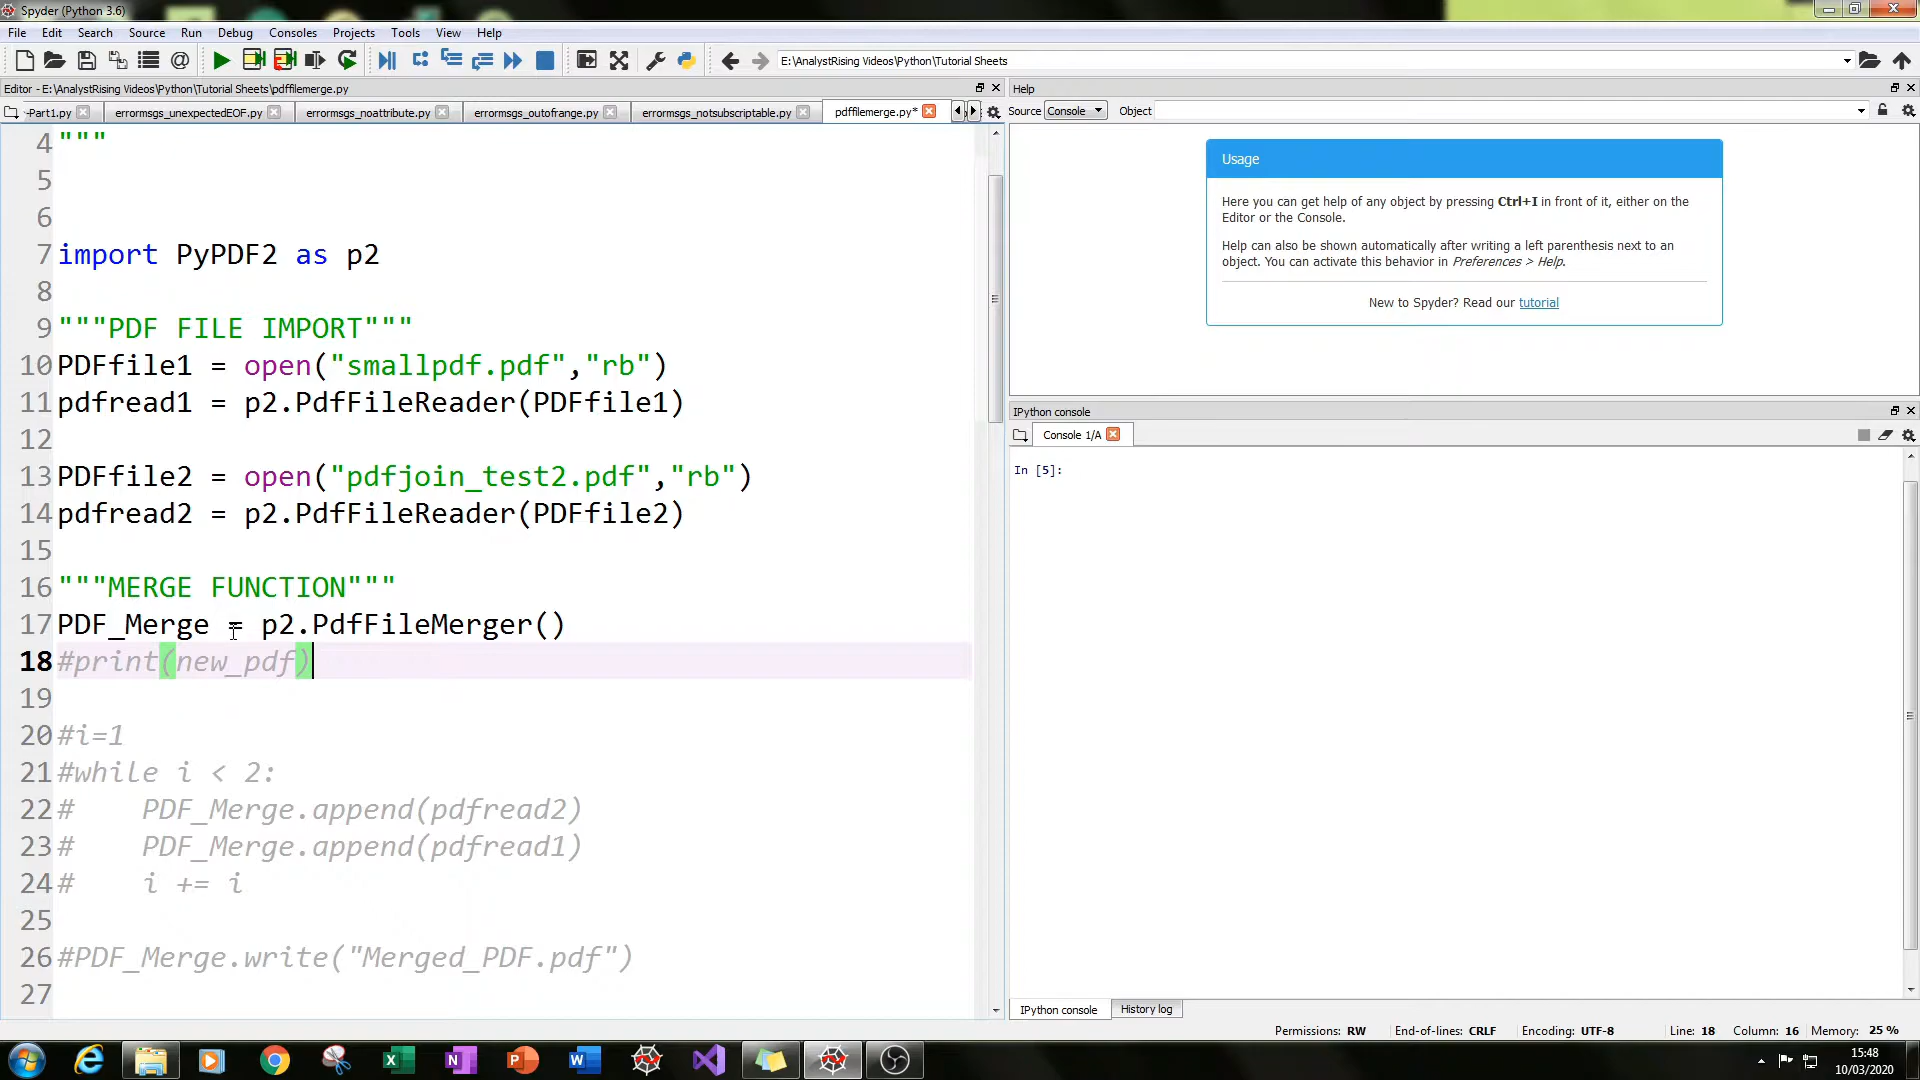 Spyder (Python 3.6)
File Edit Search Source Run Debug Consoles Projects Tools View Help
E:\AnalystRising Videos\Python\Tutorial Sheets
Editor - E:\AnalystRising Videos\Python\Tutorial Sheets\pdffilemerge.py
-Part1.py errormsgs_unexpectedEOF.py errormsgs_noattribute.py errormsgs_outofrange.py errormsgs_notsubscriptable.py pdffilemerge.py*
4 """
5
6
7 import PyPDF2 as p2
8
9 """PDF FILE IMPORT"""
10 PDFfile1 = open("smallpdf.pdf","rb")
11 pdfread1 = p2.PdfFileReader(PDFfile1)
12
13 PDFfile2 = open("pdfjoin_test2.pdf","rb")
14 pdfread2 = p2.PdfFileReader(PDFfile2)
15
16 """MERGE FUNCTION"""
17 PDF_Merge = p2.PdfFileMerger()
18 #print(new_pdf)
19
20 #i=1
21 #while i < 2:
22 #    PDF_Merge.append(pdfread2)
23 #    PDF_Merge.append(pdfread1)
24 #    i += i
25
26 #PDF_Merge.write("Merged_PDF.pdf")
27
Help
Source Console Object
Usage
Here you can get help of any object by pressing Ctrl+I in front of it, either on the
Editor or the Console.
Help can also be shown automatically after writing a left parenthesis next to an
object. You can activate this behavior in Preferences > Help.
New to Spyder? Read our tutorial
IPython console
Console 1/A
In [5]:
IPython console History log
Permissions: RW End-of-lines: CRLF Encoding: UTF-8 Line: 18 Column: 16 Memory: 25 %
15:48
10/03/2020